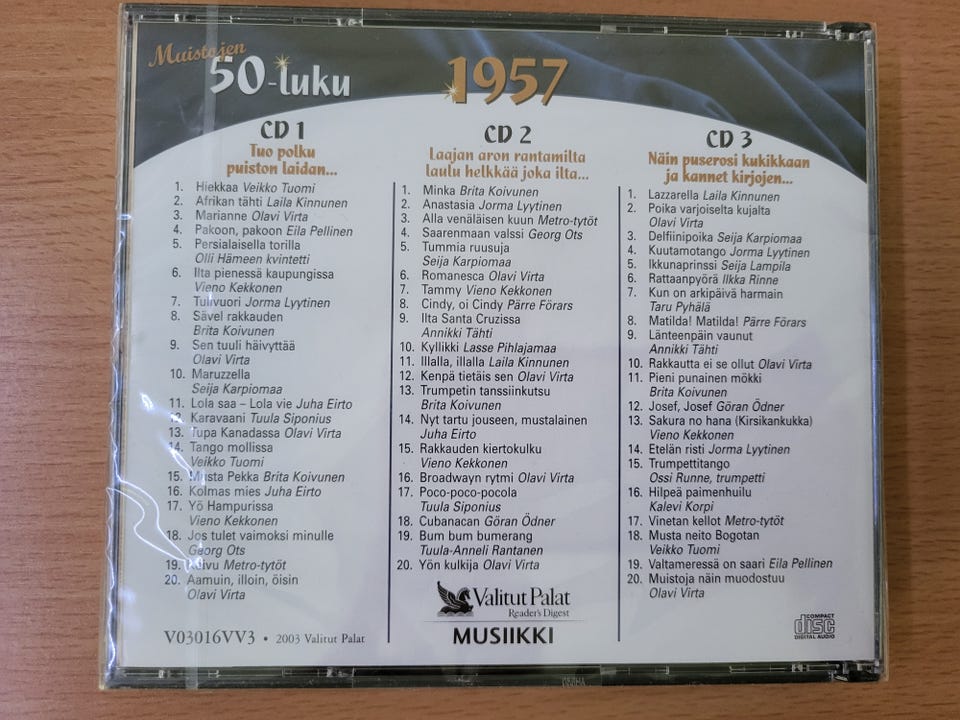 Muistojen
50-luku
1957
CD 1
Tuo polku
puiston laidan...
1. Hiekkaa Veikko Tuomi
2. Afrikan tähti Laila Kinnunen
3. Marianne Olavi Virta
4. Pakoon, pakoon Eila Pellinen
5. Persialaisella torilla
Olli Hämeen kvintetti
6. Ilta pienessä kaupungissa
Vieno Kekkonen
7. Tulivuori Jorma Lyytinen
8. Sävel rakkauden
Brita Koivunen
9. Sen tuuli häivyttää
Olavi Virta
10. Maruzzella
Seija Karpiomaa
11. Lola saa – Lola vie Juha Eirto
12. Karavaani Tuula Siponius
13. Tupa Kanadassa Olavi Virta
14. Tango mollissa
Veikko Tuomi
15. Musta Pekka Brita Koivunen
16. Kolmas mies Juha Eirto
17. Yö Hampurissa
Vieno Kekkonen
18. Jos tulet vaimoksi minulle
Georg Ots
19. Metro-tytöt
20. Aamuin, illoin, öisin
Olavi Virta
V03016VV3 • 2003 Valitut Palat
CD 2
Laajan aron rantamilta
laulu helkkää joka ilta...
1. Minka Brita Koivunen
2. Anastasia Jorma Lyytinen
3. Alla venäläisen kuun Metro-tytöt
4. Saarenmaan valssi Georg Ots
5. Tummia ruusuja
Seija Karpiomaa
6. Romanesca Olavi Virta
7. Tammy Vieno Kekkonen
8. Cindy, oi Cindy Pärre Förars
9. Ilta Santa Cruzissa
Annikki Tähti
10. Kyllikki Lasse Pihlajamaa
11. Illalla, illalla Laila Kinnunen
12. Kenpä tietäis sen Olavi Virta
13. Trumpetin tanssiinkutsu
Brita Koivunen
14. Nyt tartu jouseen, mustalainen
Juha Eirto
15. Rakkauden kiertokulku
Vieno Kekkonen
16. Broadwayn rytmi Olavi Virta
17. Poco-poco-pocola
Tuula Siponius
18. Cubanacan Göran Ödner
19. Bum bum bumerang
Tuula-Anneli Rantanen
20. Yön kulkija Olavi Virta
Valitut Palat
Reader's Digest
MUSIIKKI
CD 3
Näin puserosi kukikkaan
ja kannet kirjojen...
1. Lazzarella Laila Kinnunen
2. Poika varjoiselta kujalta
Olavi Virta
3. Delfiinipoika Seija Karpiomaa
4. Kuutamotango Jorma Lyytinen
5. Ikkunaprinssi Seija Lampila
6. Rattaanpyörä Ilkka Rinne
7. Kun on arkipäivä harmain
Taru Pyhälä
8. Matilda! Matilda! Pärre Förars
9. Länteenpäin vaunut
Annikki Tähti
10. Rakkautta ei se ollut Olavi Virta
11. Pieni punainen mökki
Brita Koivunen
12. Josef, Josef Göran Ödner
13. Sakura no hana (Kirsikankukka)
Vieno Kekkonen
14. Etelän risti Jorma Lyytinen
15. Trumpettitango
Ossi Runne, trumpetti
16. Hilpeä paimenhuilu
Kalevi Korpi
17. Vinetan kellot Metro-tytöt
18. Musta neito Bogotan
Veikko Tuomi
19. Valtameressä on saari Eila Pellinen
20. Muistoja näin muodostuu
Olavi Virta
COMPACT
disc
DIGITAL AUDIO